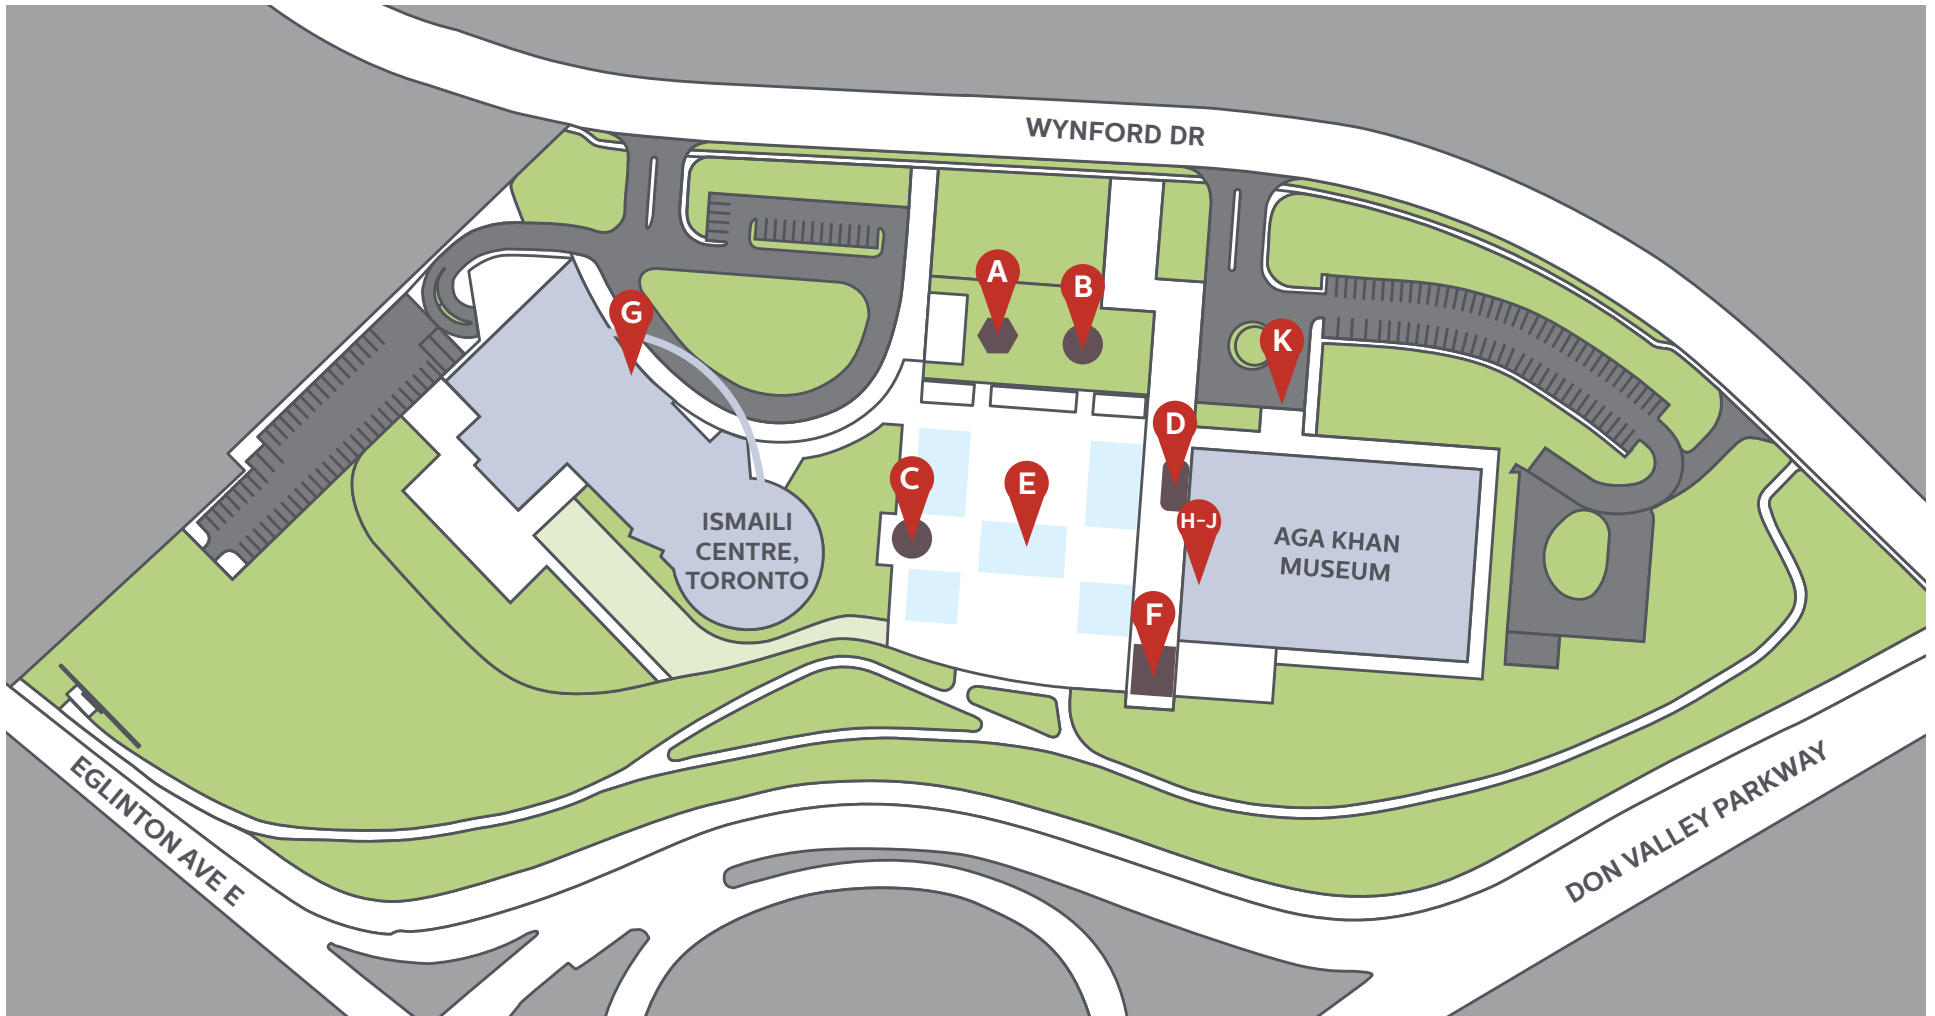 WYNFORD DR
A
B
G
K
D
C
E
H-J
ISMAILI
CENTRE,
TORONTO
AGA KHAN
MUSEUM
F
EGLINTON AVE E
DON VALLEY PARKWAY